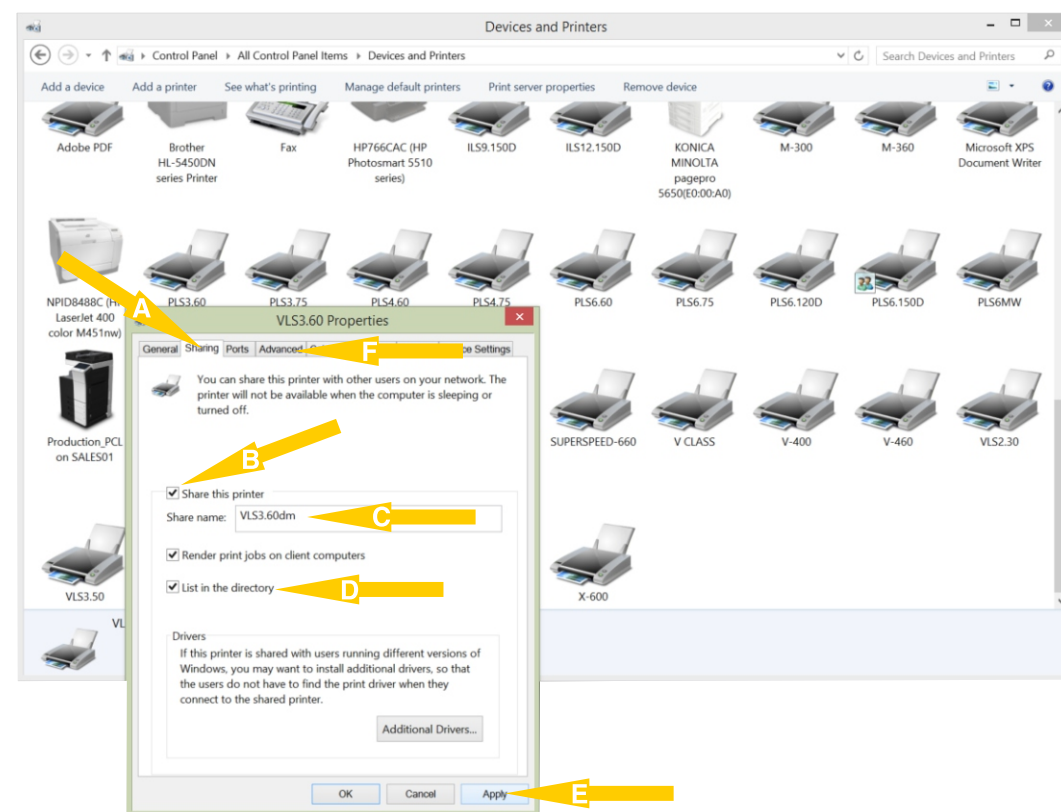 Devices and Printers
Control Panel ▸ All Control Panel Items ▸ Devices and Printers
Search Devices and Printers
Add a device Add a printer See what's printing Manage default printers Print server properties Remove device
Adobe PDF
Brother
HL-5450DN
series Printer
Fax
HP766CAC (HP
Photosmart 5510
series)
ILS9.150D
ILS12.150D
KONICA
MINOLTA
pagepro
5650(E0:00:A0)
M-300
M-360
Microsoft XPS
Document Writer
NPID8488C
LaserJet 400
color M451nw)
PLS3.60
PLS3.75
PLS4.60
PLS4.75
PLS6.60
PLS6.75
PLS6.120D
PLS6.150D
PLS6MW
A
VLS3.60 Properties
General Sharing Ports Advanced F Settings
You can share this printer with other users on your network. The
printer will not be available when the computer is sleeping or
turned off.
Production_PCL
on SALES01
SUPERSPEED-660
V CLASS
V-400
V-460
VLS2.30
B
Share this printer
Share name: VLS3.60dm C
Render print jobs on client computers
List in the directory D
VLS3.50
X-600
VL
Drivers
If this printer is shared with users running different versions of
Windows, you may want to install additional drivers, so that
the users do not have to find the print driver when they
connect to the shared printer.
Additional Drivers...
OK Cancel Apply E